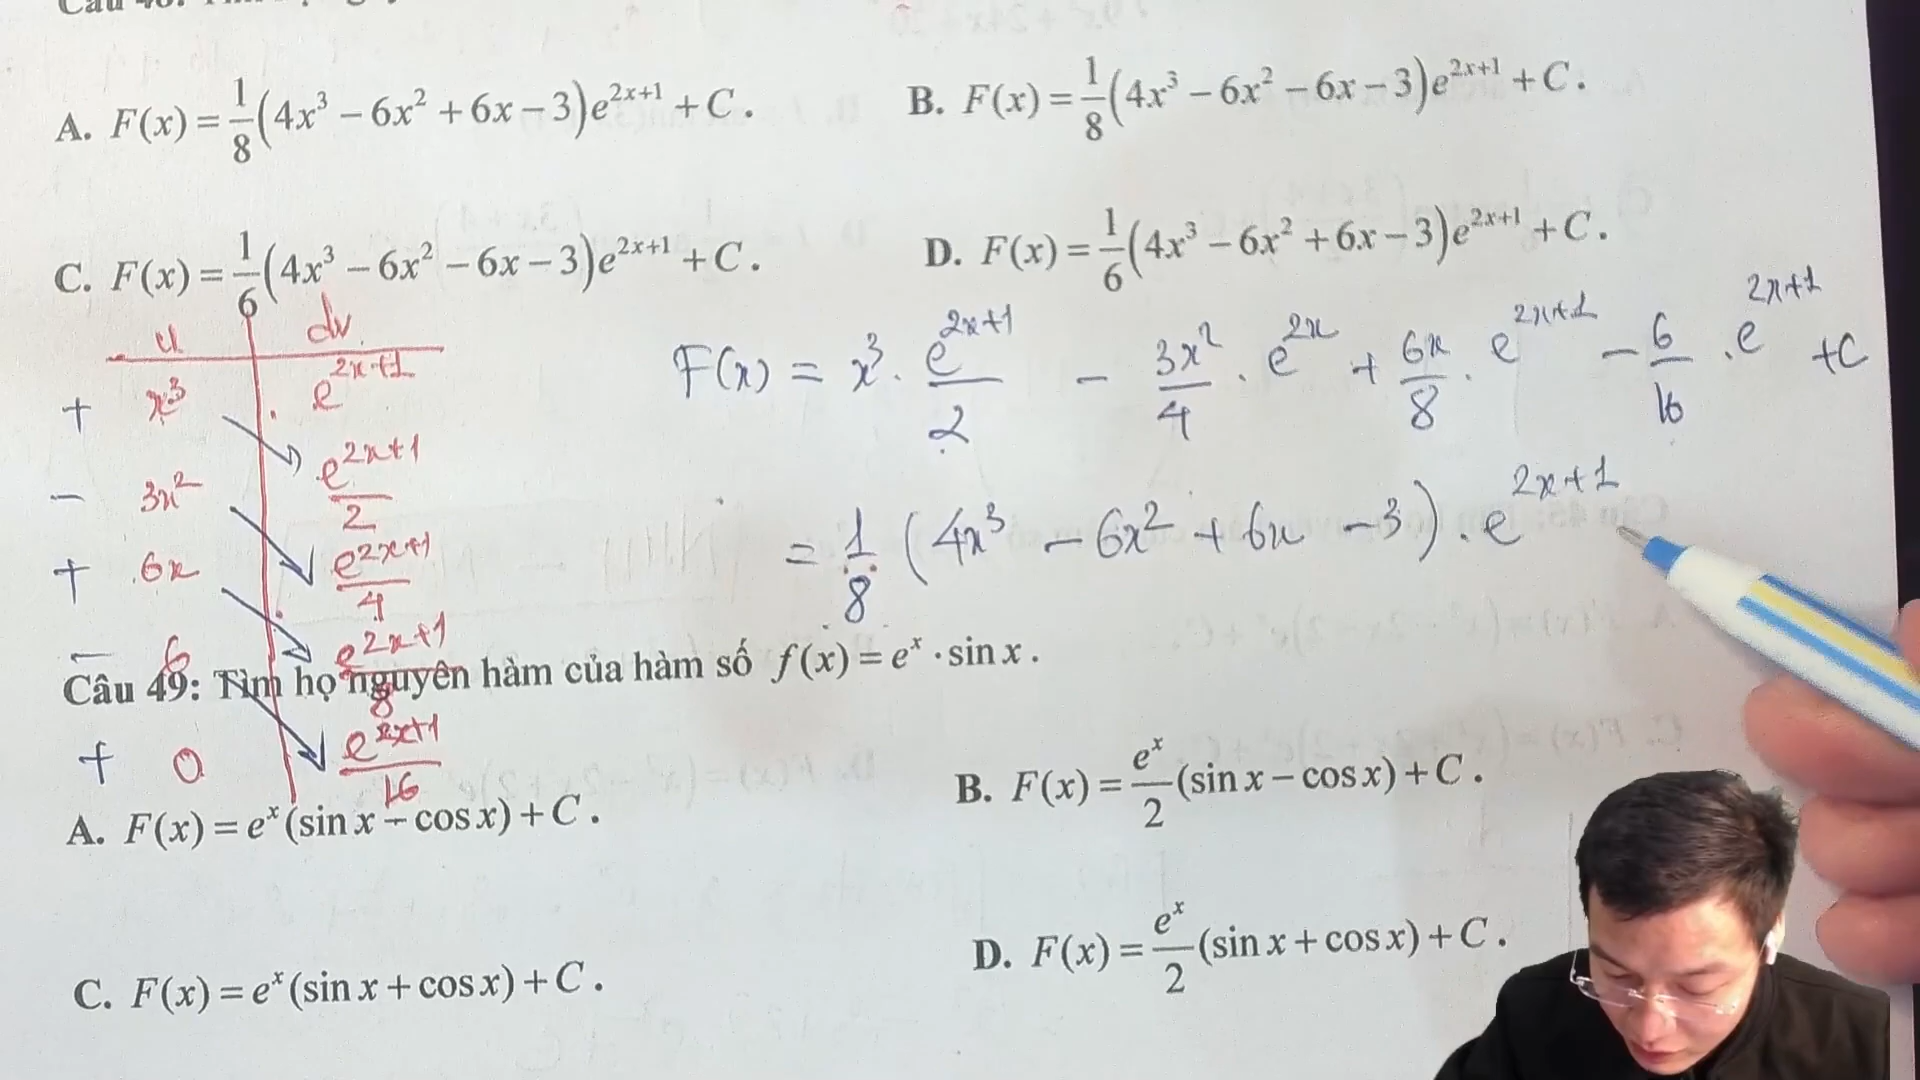 A. F(x) = 1/8 (4x³ − 6x² + 6x − 3)e^{2x+1} + C.
B. F(x) = 1/8 (4x³ − 6x² − 6x − 3)e^{2x+1} + C.
C. F(x) = 1/6 (4x³ − 6x² − 6x − 3)e^{2x+1} + C.
D. F(x) = 1/6 (4x³ − 6x² + 6x − 3)e^{2x+1} + C.
u dv
+ x³ e^{2x+1}
− 3x² e^{2x+1}/2
+ 6x e^{2x+1}/4
− 6 e^{2x+1}/8
+ 0 e^{2x+1}/16
F(x) = x³ . e^{2x+1}/2 − 3x²/4 . e^{2x} + 6x/8 . e^{2x+1} − 6/16 . e^{2x+1} + C
= 1/8 (4x³ − 6x² + 6x − 3) . e^{2x+1}
Câu 49: Tìm họ nguyên hàm của hàm số f(x) = e^x · sin x.
A. F(x) = e^x (sin x − cos x) + C.
B. F(x) = e^x/2 (sin x − cos x) + C.
C. F(x) = e^x (sin x + cos x) + C.
D. F(x) = e^x/2 (sin x + cos x) + C.